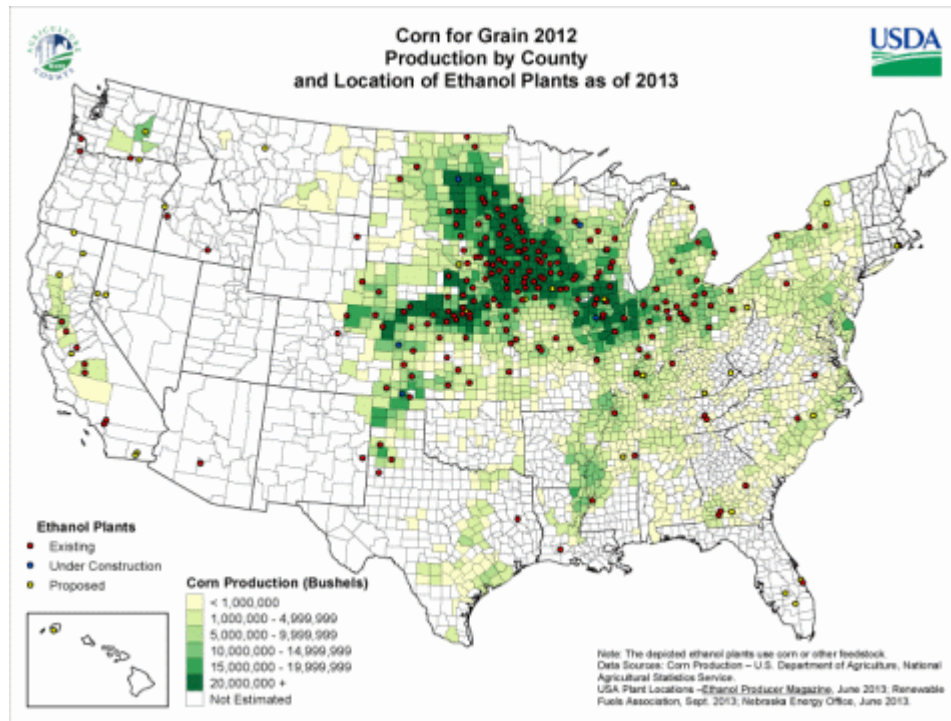 Corn for Grain 2012
Production by County
and Location of Ethanol Plants as of 2013
AGRICULTURE
COUNTS
USDA
Ethanol Plants
Existing
Under Construction
Proposed
Corn Production (Bushels)
< 1,000,000
1,000,000 - 4,999,999
5,000,000 - 9,999,999
10,000,000 - 14,999,999
15,000,000 - 19,999,999
20,000,000 +
Not Estimated
Note: The depicted ethanol plants use corn or other feedstock.
Data Sources: Corn Production – U.S. Department of Agriculture, National
Agricultural Statistics Service.
USA Plant Locations –Ethanol Producer Magazine, June 2013; Renewable
Fuels Association, Sept. 2013; Nebraska Energy Office, June 2013.